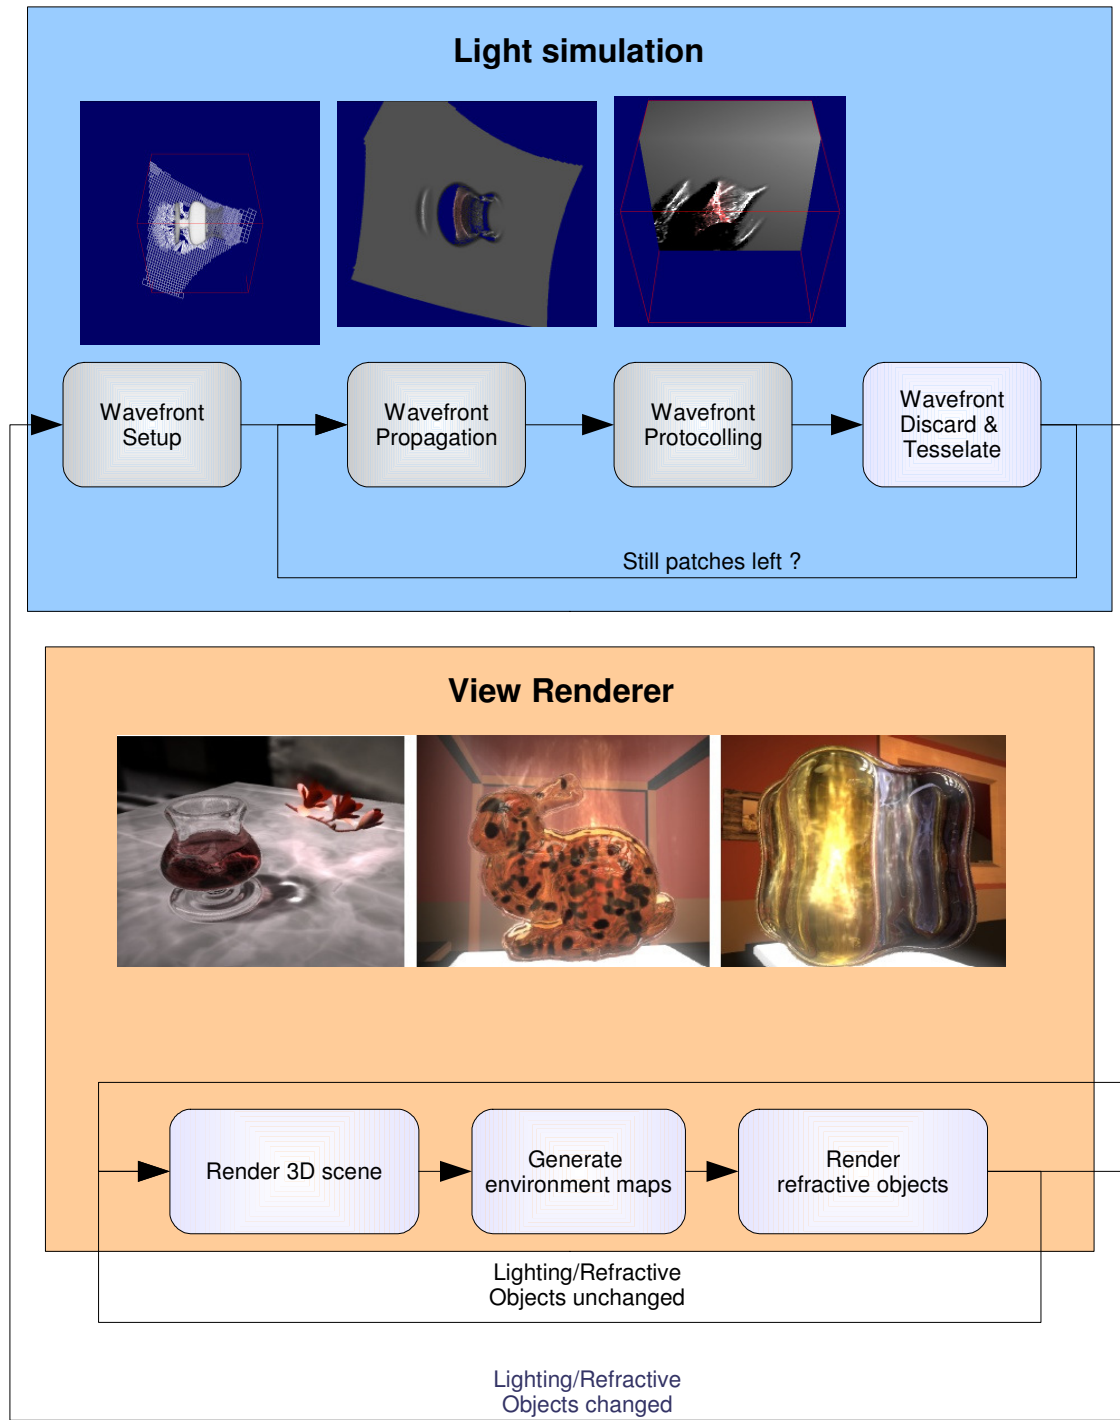 Light simulation
Wavefront
Setup
Wavefront
Propagation
Wavefront
Protocolling
Wavefront
Discard &
Tesselate
Still patches left ?
View Renderer
Render 3D scene
Generate
environment maps
Render
refractive objects
Lighting/Refractive
Objects unchanged
Lighting/Refractive
Objects changed